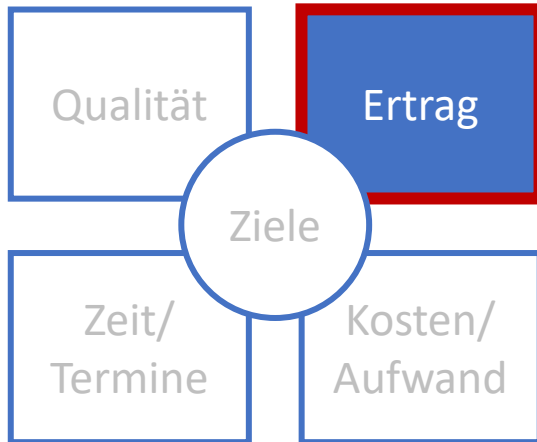 Qualität
Ertrag
Ziele
Zeit/
Termine
Kosten/
Aufwand